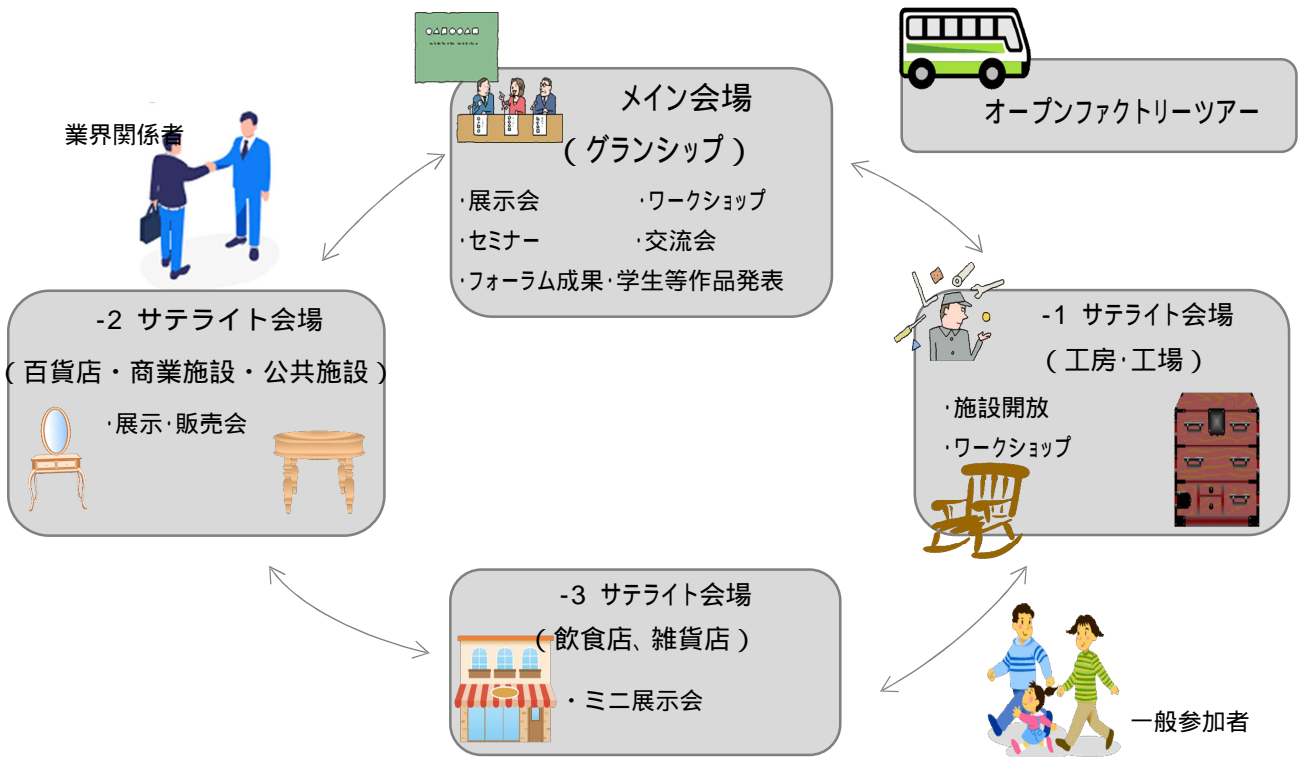 メイン会場
(グランシップ)
・展示会 ・ワークショップ
・セミナー ・交流会
・フォーラム成果・学生等作品発表
オープンファクトリーツアー
業界関係者
-2 サテライト会場
(百貨店・商業施設・公共施設)
・展示・販売会
-1 サテライト会場
(工房・工場)
・施設開放
・ワークショップ
-3 サテライト会場
(飲食店、雑貨店)
・ミニ展示会
一般参加者